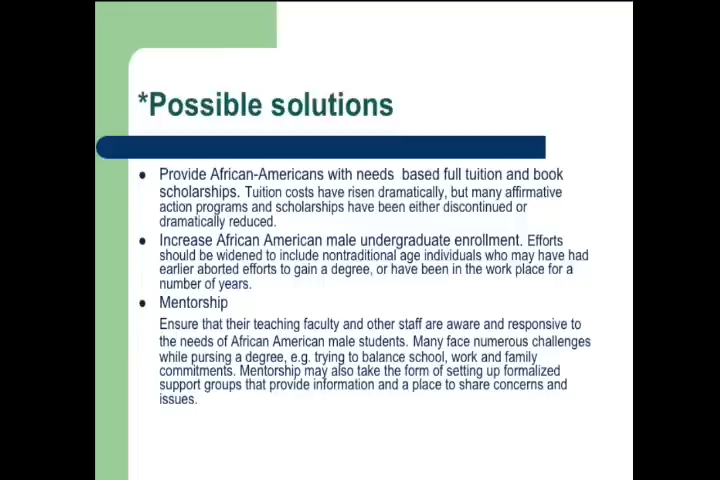 *Possible solutions
● Provide African-Americans with needs based full tuition and book
scholarships. Tuition costs have risen dramatically, but many affirmative
action programs and scholarships have been either discontinued or
dramatically reduced.
● Increase African American male undergraduate enrollment. Efforts
should be widened to include nontraditional age individuals who may have had
earlier aborted efforts to gain a degree, or have been in the work place for a
number of years.
● Mentorship
Ensure that their teaching faculty and other staff are aware and responsive to
the needs of African American male students. Many face numerous challenges
while pursing a degree, e.g. trying to balance school, work and family
commitments. Mentorship may also take the form of setting up formalized
support groups that provide information and a place to share concerns and
issues.